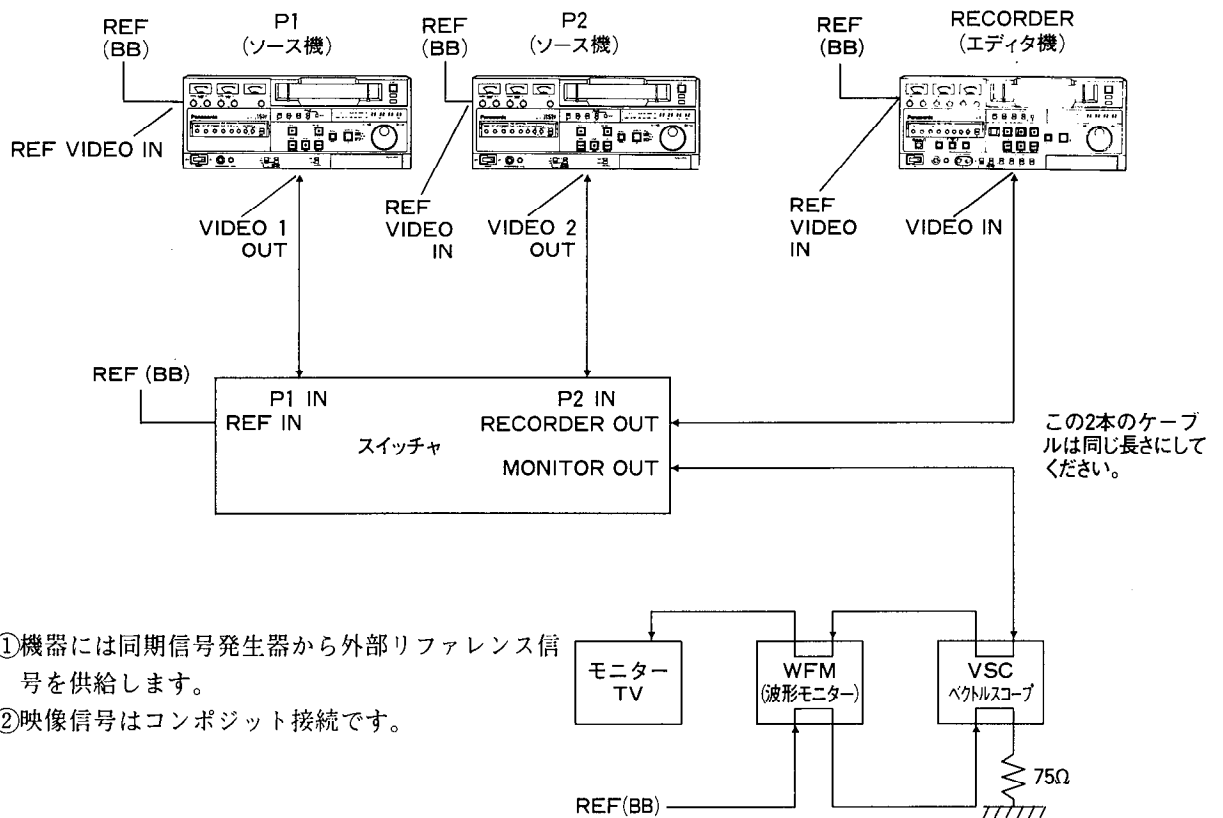 REF
(BB)
P1
(ソース機)
REF
(BB)
P2
(ソース機)
REF
(BB)
RECORDER
(エディタ機)
Panasonic
Panasonic
Panasonic
REF VIDEO IN
VIDEO 1
OUT
REF
VIDEO
IN
VIDEO 2
OUT
REF
VIDEO
IN
VIDEO IN
REF (BB)
P1 IN
P2 IN
REF IN
RECORDER OUT
スイッチャ
MONITOR OUT
この2本のケーブ
ルは同じ長さにして
ください。
①機器には同期信号発生器から外部リファレンス信
号を供給します。
②映像信号はコンポジット接続です。
モニター
TV
WFM
(波形モニター)
VSC
ベクトルスコープ
75Ω
REF(BB)